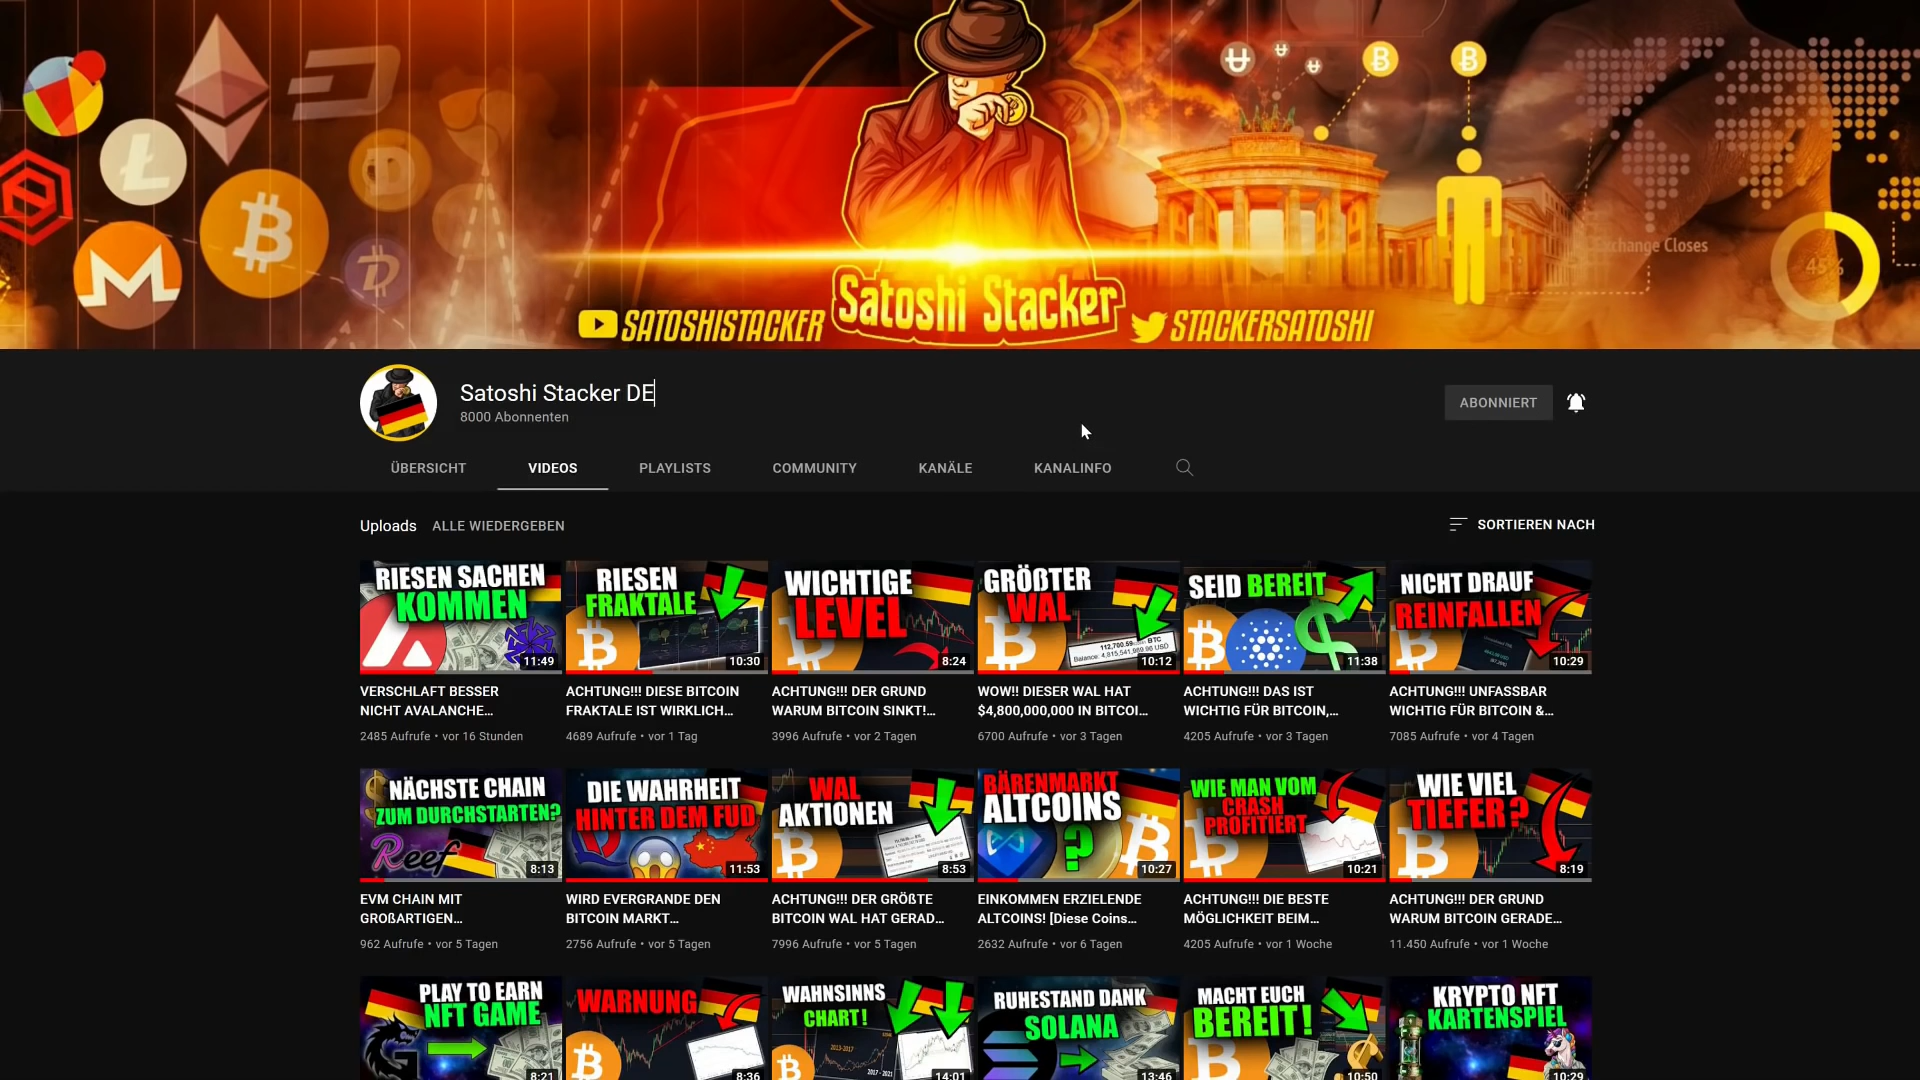 Exchange Closes
45%
Satoshi Stacker
SATOSHISTACKER
STACKERSATOSHI
Satoshi Stacker DE
8000 Abonnenten
ABONNIERT
ÜBERSICHT
VIDEOS
PLAYLISTS
COMMUNITY
KANÄLE
KANALINFO
Uploads
ALLE WIEDERGEBEN
SORTIEREN NACH
RIESEN SACHEN
KOMMEN
11:49
VERSCHLAFT BESSER
NICHT AVALANCHE…
2485 Aufrufe • vor 16 Stunden
RIESEN
FRAKTALE
10:30
ACHTUNG!!! DIESE BITCOIN
FRAKTALE IST WIRKLICH…
4689 Aufrufe • vor 1 Tag
WICHTIGE
LEVEL
8:24
ACHTUNG!!! DER GRUND
WARUM BITCOIN SINKT!…
3996 Aufrufe • vor 2 Tagen
GRÖßTER
WAL
10:12
WOW!! DIESER WAL HAT
$4,800,000,000 IN BITCOI…
6700 Aufrufe • vor 3 Tagen
SEID BEREIT
11:38
ACHTUNG!!! DAS IST
WICHTIG FÜR BITCOIN,…
4205 Aufrufe • vor 3 Tagen
NICHT DRAUF
REINFALLEN
10:29
ACHTUNG!!! UNFASSBAR
WICHTIG FÜR BITCOIN &…
7085 Aufrufe • vor 4 Tagen
NÄCHSTE CHAIN
ZUM DURCHSTARTEN?
Reef
8:13
EVM CHAIN MIT
GROẞARTIGEN…
962 Aufrufe • vor 5 Tagen
DIE WAHRHEIT
HINTER DEM FUD
11:53
WIRD EVERGRANDE DEN
BITCOIN MARKT…
2756 Aufrufe • vor 5 Tagen
WAL
AKTIONEN
8:53
ACHTUNG!!! DER GRÖẞTE
BITCOIN WAL HAT GERAD…
7996 Aufrufe • vor 5 Tagen
BÄRENMARKT
ALTCOINS
?
10:27
EINKOMMEN ERZIELENDE
ALTCOINS! [Diese Coins…
2632 Aufrufe • vor 6 Tagen
WIE MAN VOM
CRASH
PROFITIERT
10:21
ACHTUNG!!! DIE BESTE
MÖGLICHKEIT BEIM…
4205 Aufrufe • vor 1 Woche
WIE VIEL
TIEFER?
8:19
ACHTUNG!!! DER GRUND
WARUM BITCOIN GERADE…
11.450 Aufrufe • vor 1 Woche
PLAY TO EARN
NFT GAME
8:21
WARNUNG
8:36
WAHNSINNS
CHART!
2013-2017
2017 - 2021
14:01
RUHESTAND DANK
SOLANA
13:46
MACHT EUCH
BEREIT!
10:50
KRYPTO NFT
KARTENSPIEL
10:29